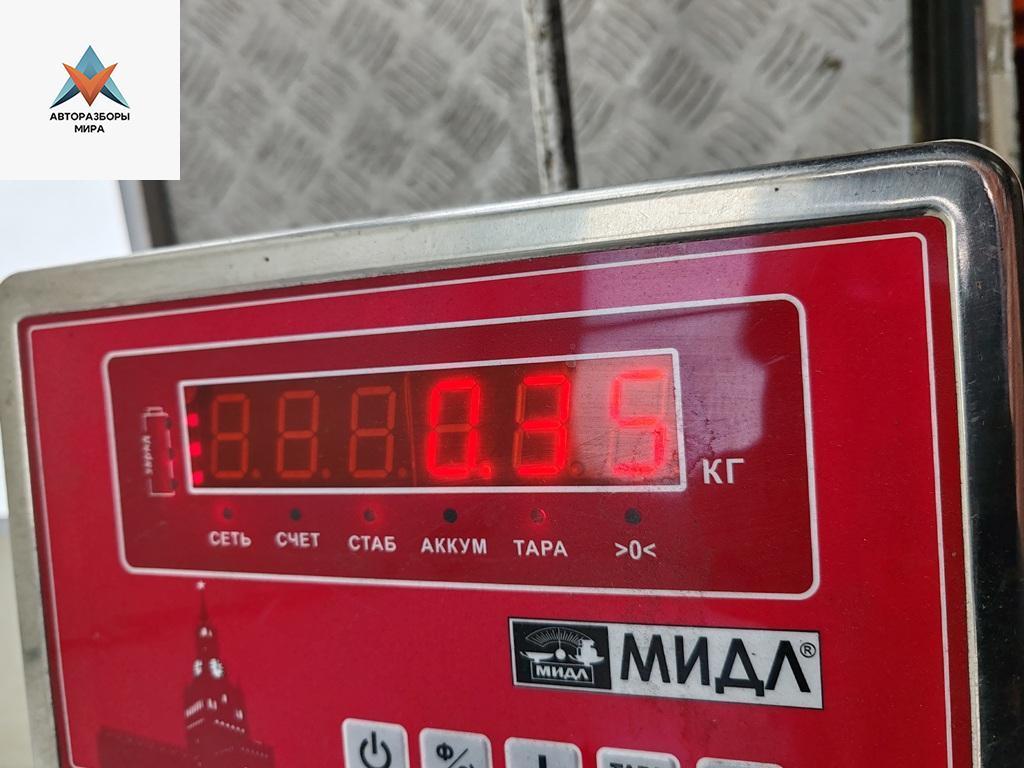 АВТОРАЗБОРЫ
МИРА
0.35
КГ
СЕТЬ СЧЕТ СТАБ АККУМ ТАРА >0<
МИДЛ МИДЛ®